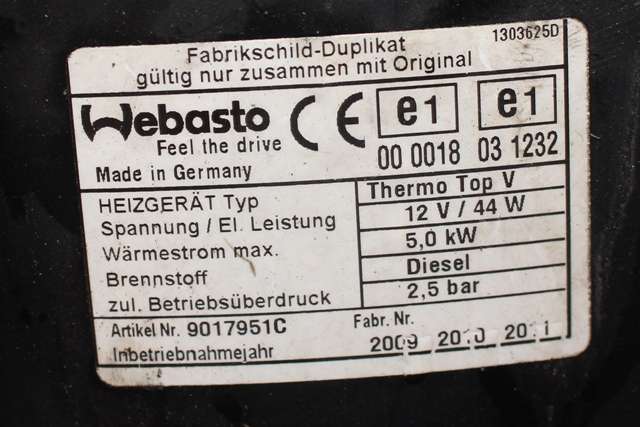 1303625D
Fabrikschild-Duplikat
gültig nur zusammen mit Original
Webasto
Feel the drive
Made in Germany
CE e1 e1
00 0018 03 1232
HEIZGERÄT Typ Thermo Top V
Spannung / El. Leistung 12 V / 44 W
Wärmestrom max. 5,0 kW
Brennstoff Diesel
zul. Betriebsüberdruck 2,5 bar
Artikel Nr. 9017951C Fabr. Nr.
Inbetriebnahmejahr 2009 2010 2011